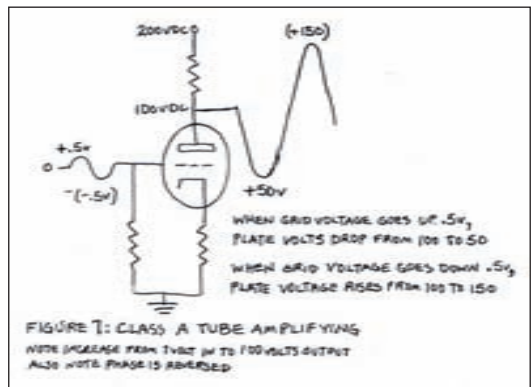 200VDC
(+150)
100VDC
+.5v
0
-(-.5v)
+50v
WHEN GRID VOLTAGE GOES UP .5v,
PLATE VOLTS DROP FROM 100 TO 50
WHEN GRID VOLTAGE GOES DOWN .5v,
PLATE VOLTAGE RISES FROM 100 TO 150
FIGURE 7: CLASS A TUBE AMPLIFYING
NOTE INCREASE FROM 1 VOLT IN TO 100 VOLTS OUTPUT
ALSO NOTE PHASE IS REVERSED